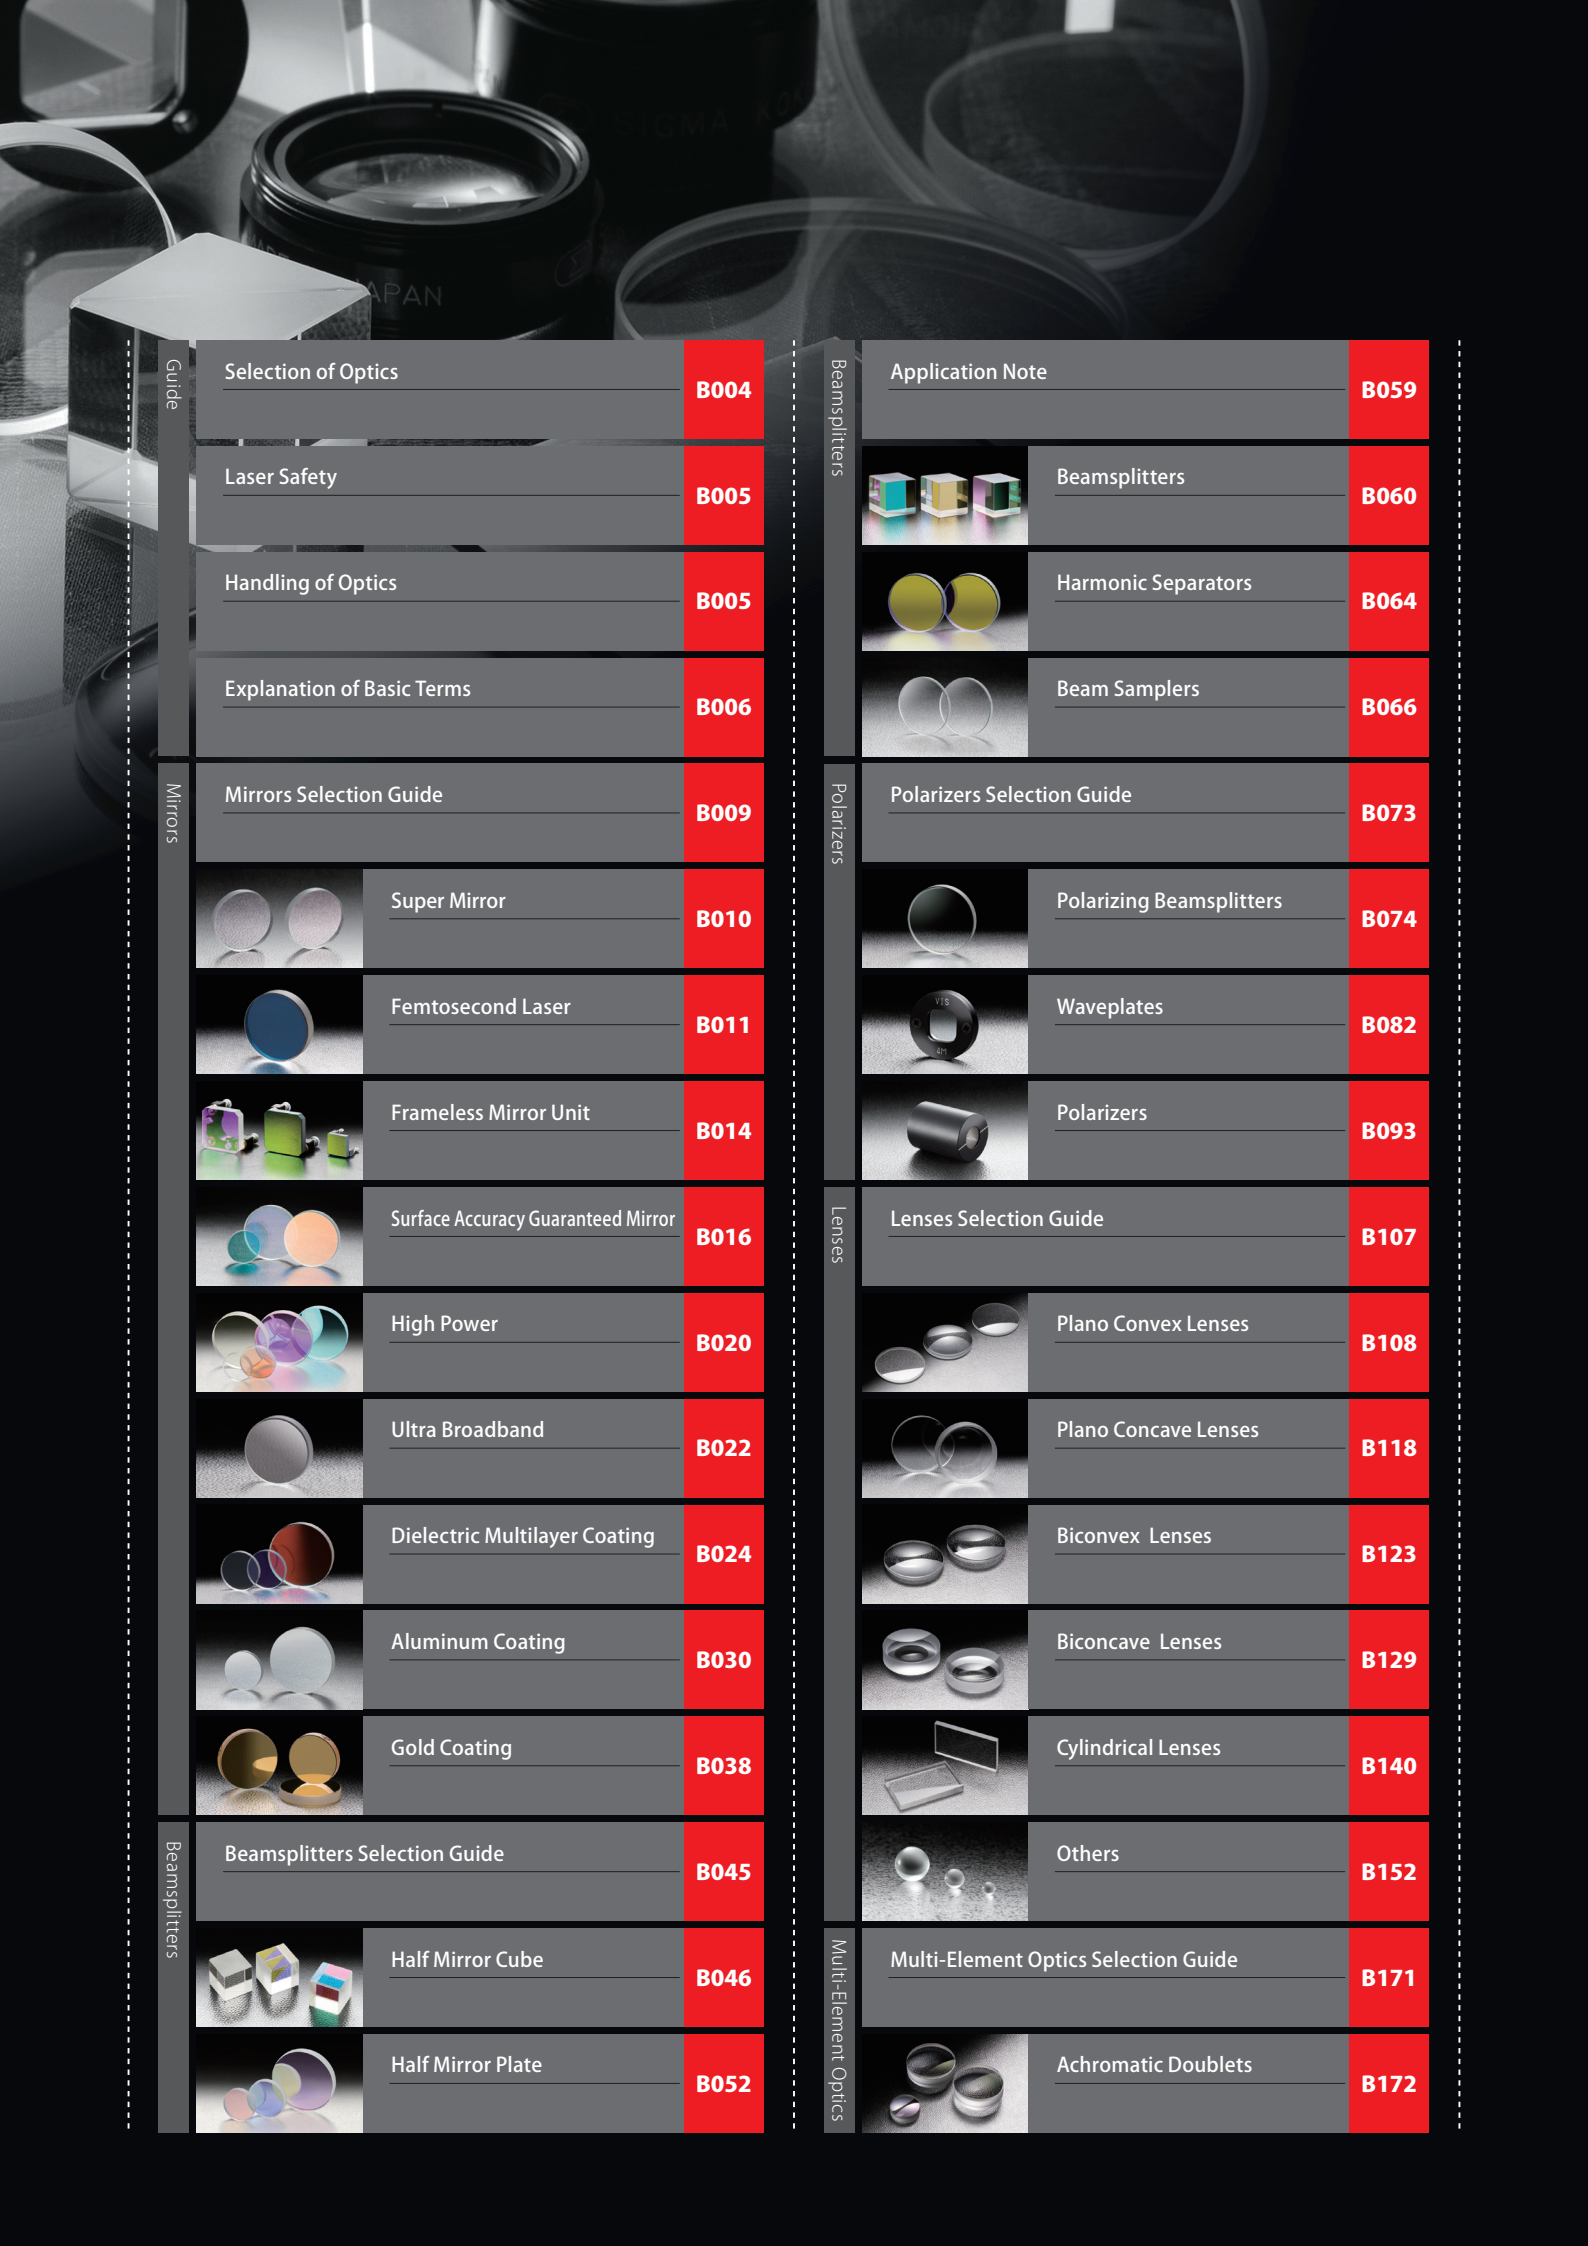 SIGMA KO
MADE
JAPAN
Guide
Selection of Optics
B004
Laser Safety
B005
Handling of Optics
B005
Explanation of Basic Terms
B006
Mirrors
Mirrors Selection Guide
B009
Super Mirror
B010
Femtosecond Laser
B011
Frameless Mirror Unit
B014
Surface Accuracy Guaranteed Mirror
B016
High Power
B020
Ultra Broadband
B022
Dielectric Multilayer Coating
B024
Aluminum Coating
B030
Gold Coating
B038
Beamsplitters
Beamsplitters Selection Guide
B045
Half Mirror Cube
B046
Half Mirror Plate
B052
Beamsplitters
Application Note
B059
Beamsplitters
B060
Harmonic Separators
B064
Beam Samplers
B066
Polarizers
Polarizers Selection Guide
B073
Polarizing Beamsplitters
B074
VIS
4M
Waveplates
B082
Polarizers
B093
Lenses
Lenses Selection Guide
B107
Plano Convex Lenses
B108
Plano Concave Lenses
B118
Biconvex Lenses
B123
Biconcave Lenses
B129
Cylindrical Lenses
B140
Others
B152
Multi-Element Optics
Multi-Element Optics Selection Guide
B171
Achromatic Doublets
B172